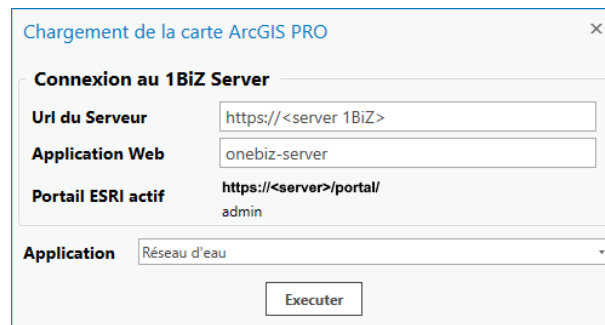 Chargement de la carte ArcGIS PRO
Connexion au 1BiZ Server
Url du Serveur https://<server 1BiZ>
Application Web onebiz-server
Portail ESRI actif https://<server>/portal/
admin
Application Réseau d'eau
Executer